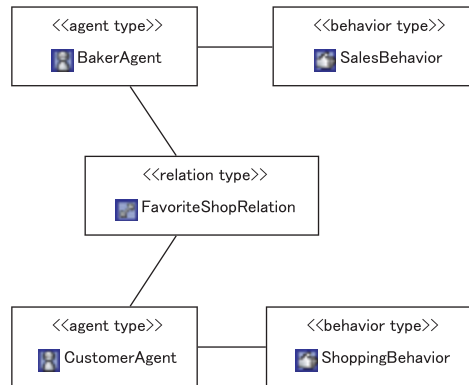 <<agent type>>
BakerAgent
<<behavior type>>
SalesBehavior
<<relation type>>
FavoriteShopRelation
<<agent type>>
CustomerAgent
<<behavior type>>
ShoppingBehavior